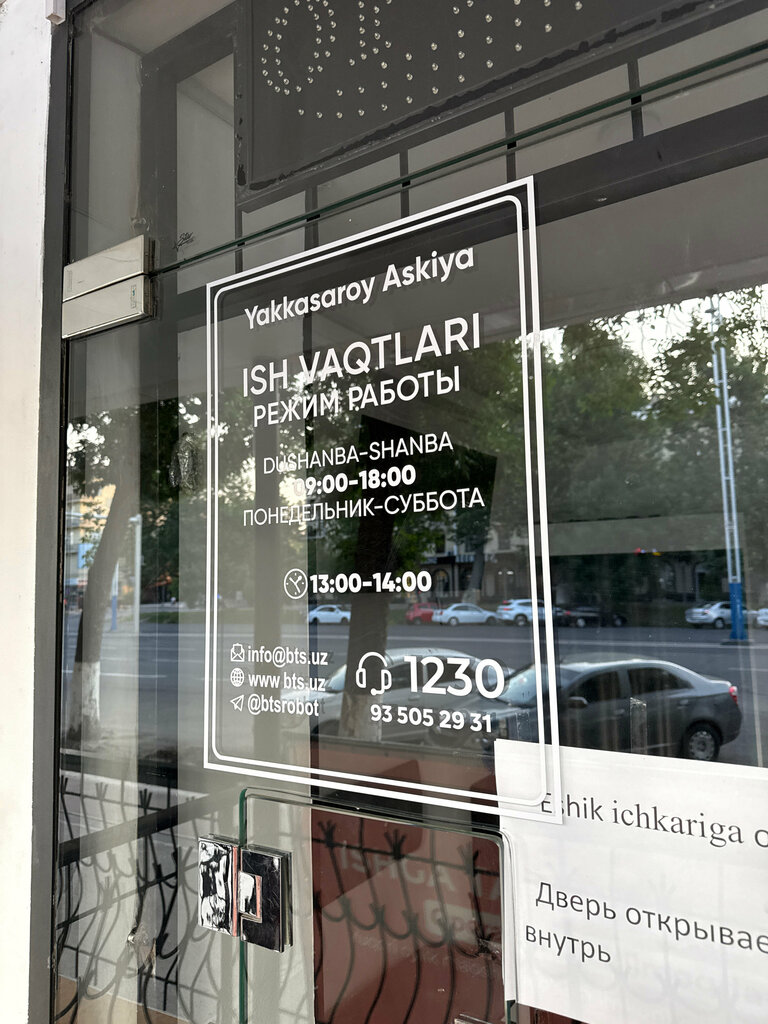 Yakkasaroy Askiya
ISH VAQTLARI
РЕЖИМ РАБОТЫ
DUSHANBA-SHANBA
09:00-18:00
ПОНЕДЕЛЬНИК-СУББОТА
13:00-14:00
info@bts.uz
www bts.uz
@btsrobot
1230
93 505 29 31
Eshik ichkariga
Дверь открывае
внутрь